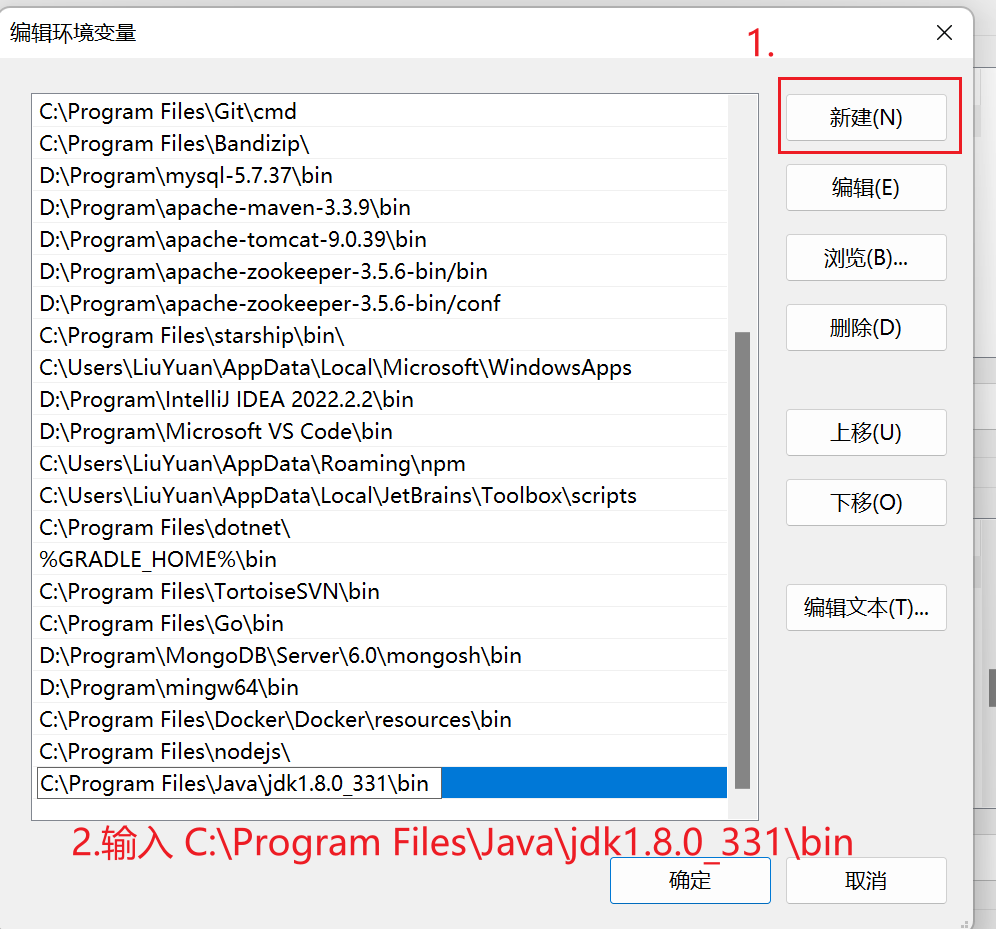 编辑环境变量
1.
C:\Program Files\Git\cmd
新建(N)
C:\Program Files\Bandizip\
D:\Program\mysql-5.7.37\bin
编辑(E)
D:\Program\apache-maven-3.3.9\bin
D:\Program\apache-tomcat-9.0.39\bin
浏览(B)...
D:\Program\apache-zookeeper-3.5.6-bin/bin
D:\Program\apache-zookeeper-3.5.6-bin/conf
删除(D)
C:\Program Files\starship\bin\
C:\Users\LiuYuan\AppData\Local\Microsoft\WindowsApps
D:\Program\IntelliJ IDEA 2022.2.2\bin
D:\Program\Microsoft VS Code\bin
上移(U)
C:\Users\LiuYuan\AppData\Roaming\npm
C:\Users\LiuYuan\AppData\Local\JetBrains\Toolbox\scripts
下移(O)
C:\Program Files\dotnet\
%GRADLE_HOME%\bin
C:\Program Files\TortoiseSVN\bin
编辑文本(T)...
C:\Program Files\Go\bin
D:\Program\MongoDB\Server\6.0\mongosh\bin
D:\Program\mingw64\bin
C:\Program Files\Docker\Docker\resources\bin
C:\Program Files\nodejs\
C:\Program Files\Java\jdk1.8.0_331\bin
2.输入 C:\Program Files\Java\jdk1.8.0_331\bin
确定
取消